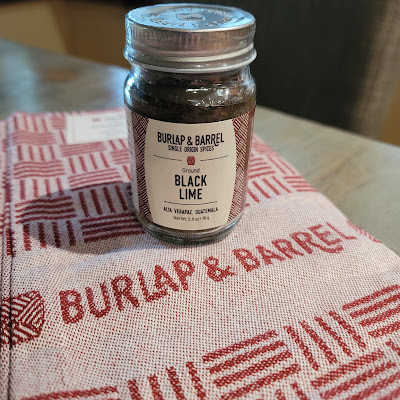 BURLAP & BARREL
SINGLE ORIGIN SPICES
Ground
BLACK
LIME
ALTA VERAPAZ, GUATEMALA
BURLAP & BARREL